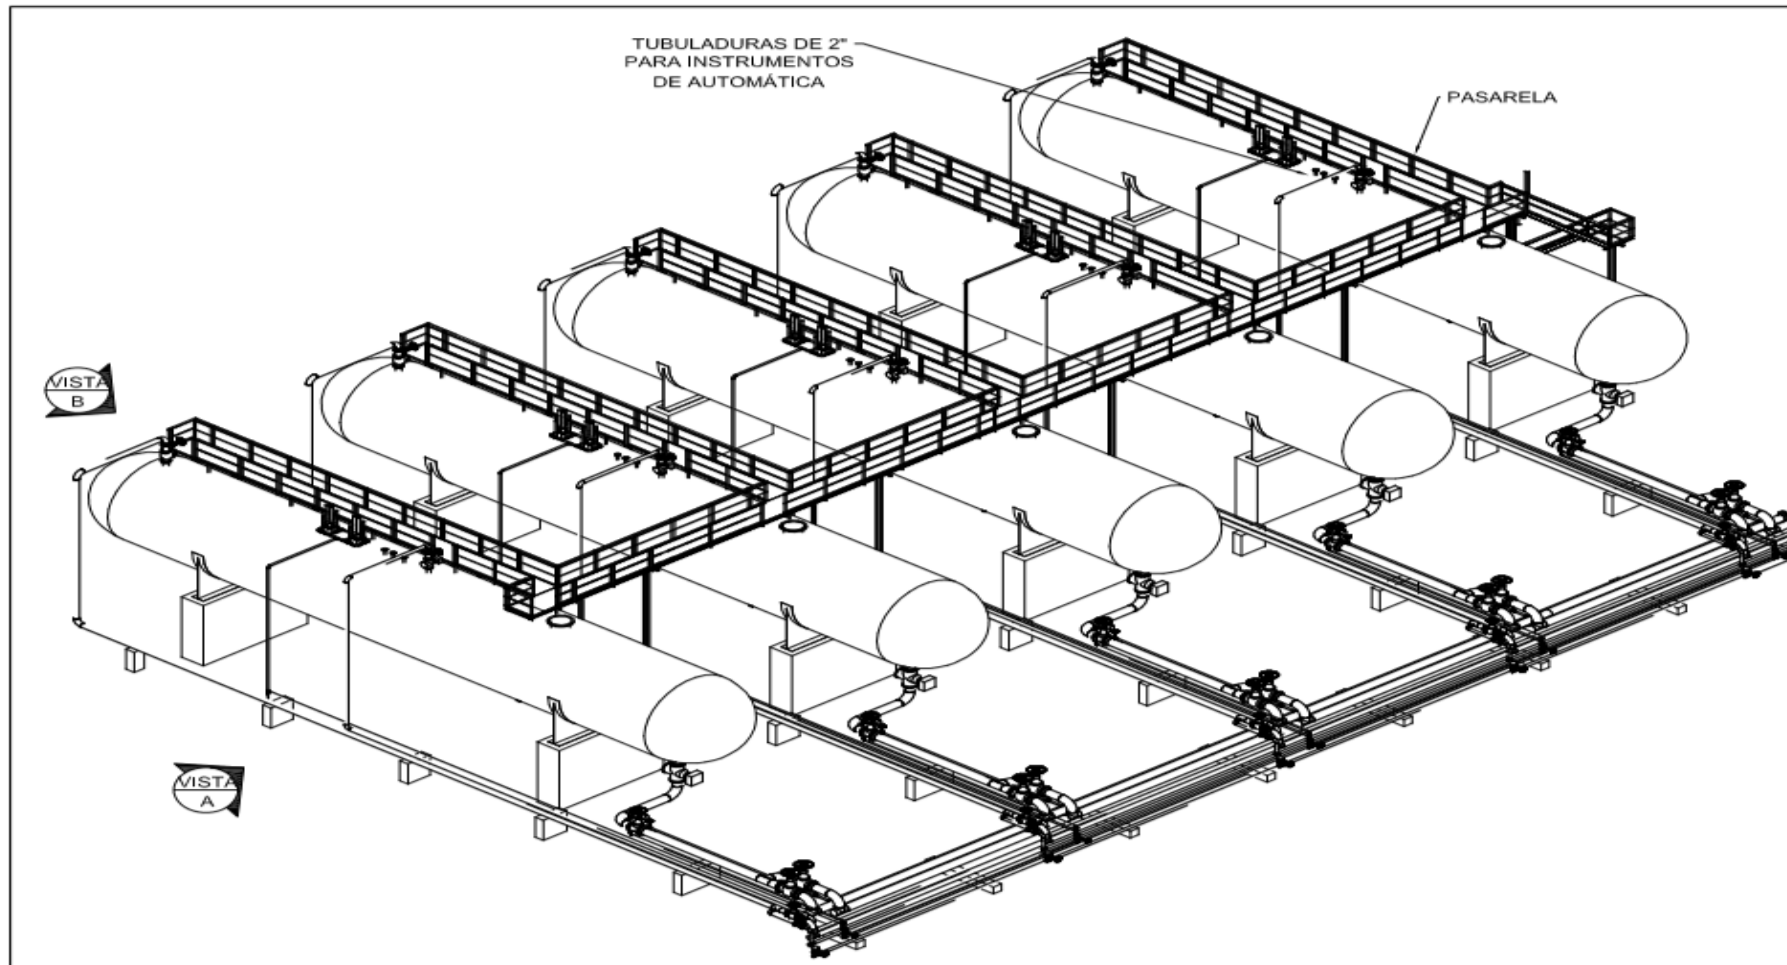 TUBULADURAS DE 2"
PARA INSTRUMENTOS
DE AUTOMÁTICA
PASARELA
VISTA
B
VISTA
A